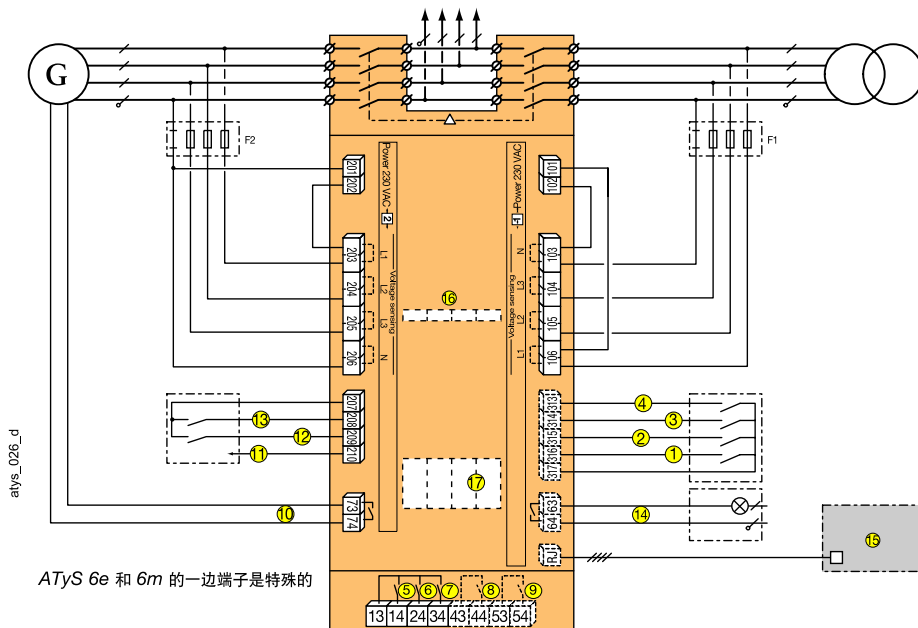 G
F2
F1
201
202
Power 230 VAC
2
Power 230 VAC
1
101
102
203
204
205
206
L1
L2
L3
N
Voltage sensing
16
Voltage sensing
N
L3
L2
L1
103
104
105
106
207
208
209
210
13
12
11
313
314
315
316
317
4
3
2
1
17
73
74
10
63
64
14
RJ
15
atys_026_d
ATyS 6e 和 6m 的一边端子是特殊的
5
6
7
8
9
13
14
24
34
43
44
53
54